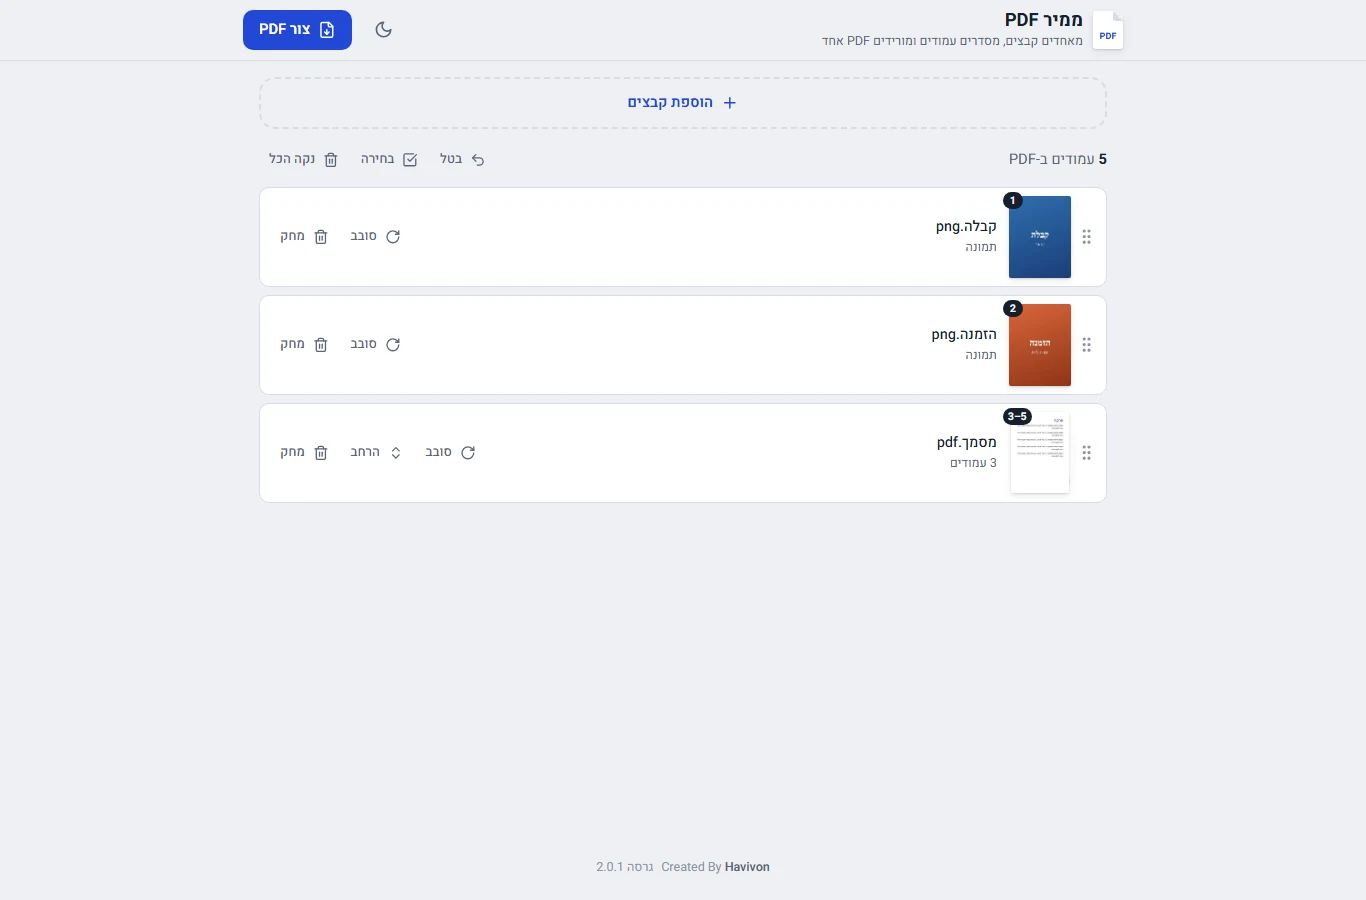 ממיר PDF
מאחדים קבצים, מסדרים עמודים ומורידים PDF אחד
PDF
צור PDF
הוספת קבצים
5 עמודים ב-PDF
בטל
בחירה
נקה הכל
1
קבלה
קבלה.png
תמונה
סובב
מחק
2
הזמנה
הזמנה.png
תמונה
סובב
מחק
3–5
מסמך.pdf
3 עמודים
סובב
הרחב
מחק
Created By Havivon גרסה 2.0.1